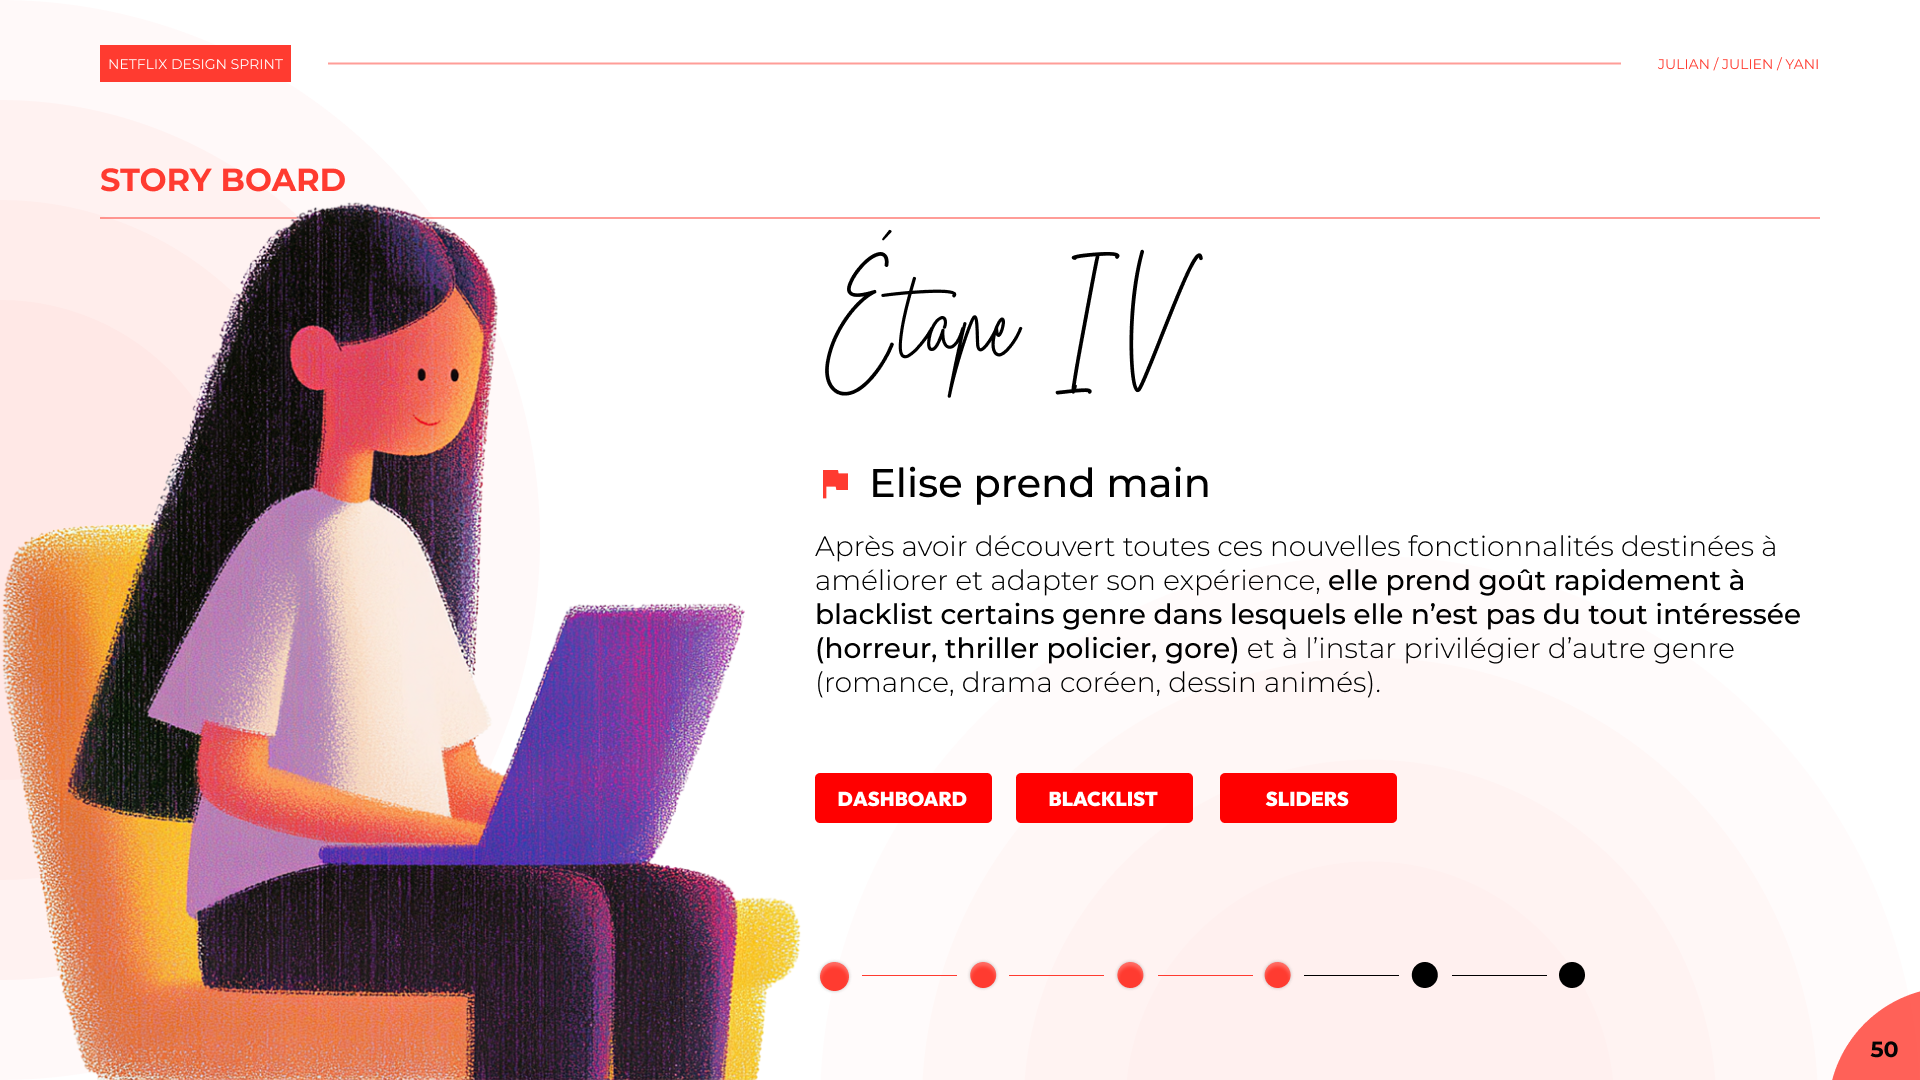 NETFLIX DESIGN SPRINT
JULIAN / JULIEN / YANI
STORY BOARD
Étape IV
Elise prend main
Après avoir découvert toutes ces nouvelles fonctionnalités destinées à
améliorer et adapter son expérience, elle prend goût rapidement à
blacklist certains genre dans lesquels elle n’est pas du tout intéressée
(horreur, thriller policier, gore) et à l’instar privilégier d’autre genre
(romance, drama coréen, dessin animés).
DASHBOARD
BLACKLIST
SLIDERS
50